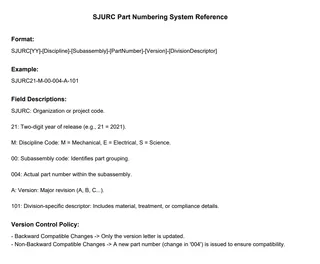 SJURC Part Numbering System Reference
Format:
SJURC[YY]-[Discipline]-[Subassembly]-[PartNumber]-[Version]-[DivisionDescriptor]
Example:
SJURC21-M-00-004-A-101
Field Descriptions:
SJURC: Organization or project code.
21: Two-digit year of release (e.g., 21 = 2021).
M: Discipline Code: M = Mechanical, E = Electrical, S = Science.
00: Subassembly code: Identifies part grouping.
004: Actual part number within the subassembly.
A: Version: Major revision (A, B, C...).
101: Division-specific descriptor: Includes material, treatment, or compliance details.
Version Control Policy:
- Backward Compatible Changes -> Only the version letter is updated.
- Non-Backward Compatible Changes -> A new part number (change in '004') is issued to ensure compatibility.